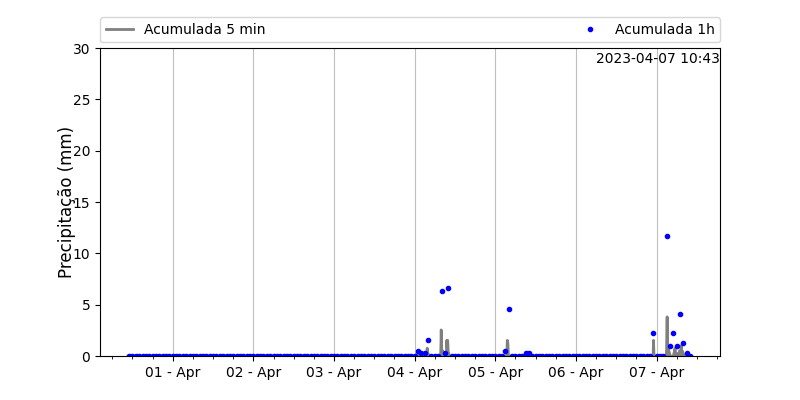 Acumulada 5 min
Acumulada 1h
2023-04-07 10:43
Precipitação (mm)
30
25
20
15
10
5
0
01 - Apr
02 - Apr
03 - Apr
04 - Apr
05 - Apr
06 - Apr
07 - Apr